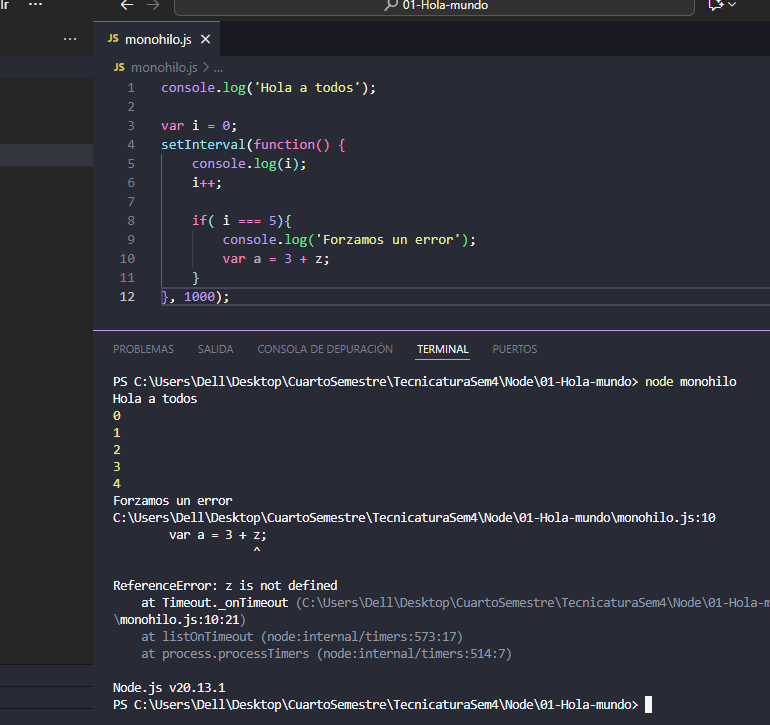 Ir ...
01-Hola-mundo
... JS monohilo.js ×
JS monohilo.js > ...
1 console.log('Hola a todos');
2
3 var i = 0;
4 setInterval(function() {
5 console.log(i);
6 i++;
7
8 if( i === 5){
9 console.log('Forzamos un error');
10 var a = 3 + z;
11 }
12 }, 1000);
PROBLEMAS SALIDA CONSOLA DE DEPURACIÓN TERMINAL PUERTOS
PS C:\Users\Dell\Desktop\CuartoSemestre\TecnicaturaSem4\Node\01-Hola-mundo> node monohilo
Hola a todos
0
1
2
3
4
Forzamos un error
C:\Users\Dell\Desktop\CuartoSemestre\TecnicaturaSem4\Node\01-Hola-mundo\monohilo.js:10
var a = 3 + z;
^
ReferenceError: z is not defined
at Timeout._onTimeout (C:\Users\Dell\Desktop\CuartoSemestre\TecnicaturaSem4\Node\01-Hola-m
\monohilo.js:10:21)
at listOnTimeout (node:internal/timers:573:17)
at process.processTimers (node:internal/timers:514:7)
Node.js v20.13.1
PS C:\Users\Dell\Desktop\CuartoSemestre\TecnicaturaSem4\Node\01-Hola-mundo>